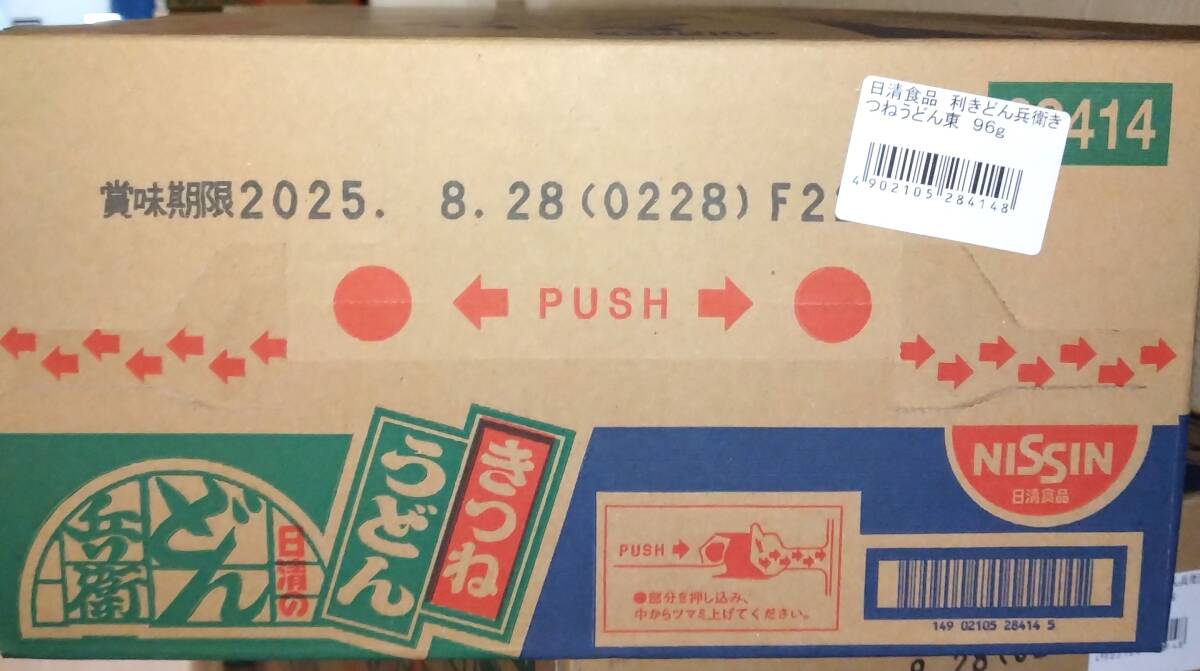 日清食品 利きどん兵衛き
つねうどん東 96g
4 902105 284148
414
賞味期限2025. 8.28(0228)F2
PUSH
きつね
うどん
日清の
どん
兵衛
NISSIN
日清食品
PUSH
●部分を押し込み、
中からツマミ上げてください。
149 02105 28414 5